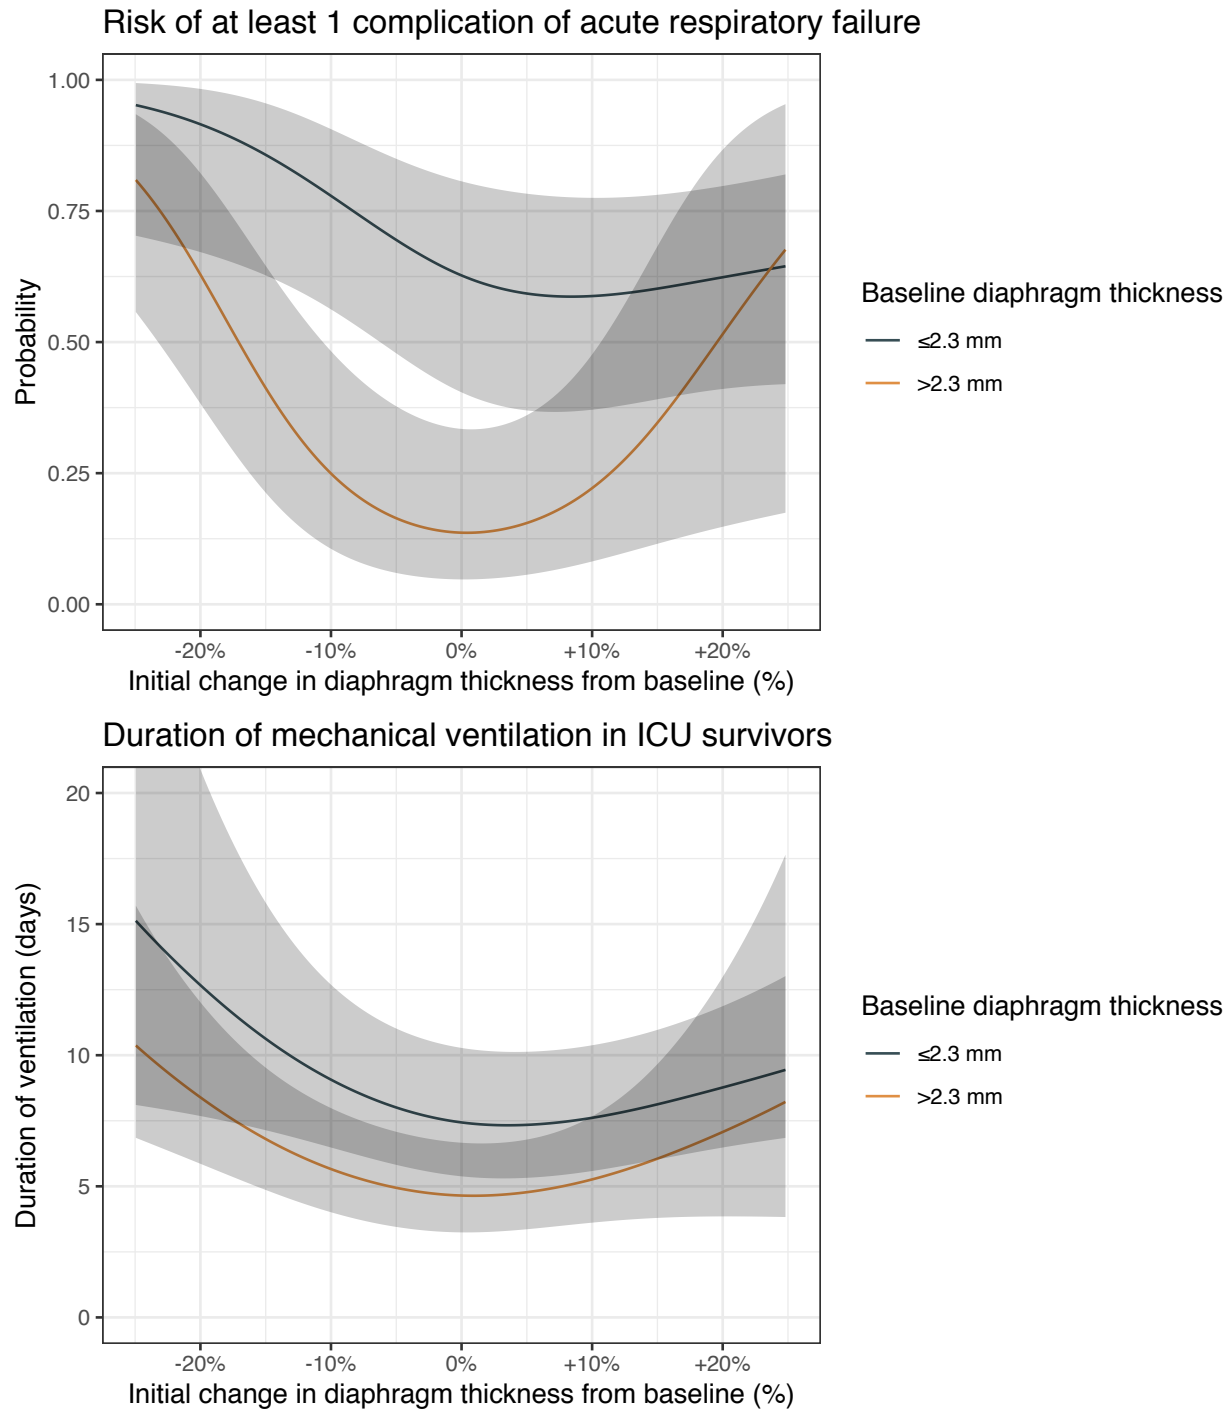 Risk of at least 1 complication of acute respiratory failure
1.00
0.75
0.50
0.25
0.00
Probability
-20% -10% 0% +10% +20%
Initial change in diaphragm thickness from baseline (%)
Baseline diaphragm thickness
≤2.3 mm
>2.3 mm
Duration of mechanical ventilation in ICU survivors
20
15
10
5
0
Duration of ventilation (days)
-20% -10% 0% +10% +20%
Initial change in diaphragm thickness from baseline (%)
Baseline diaphragm thickness
≤2.3 mm
>2.3 mm